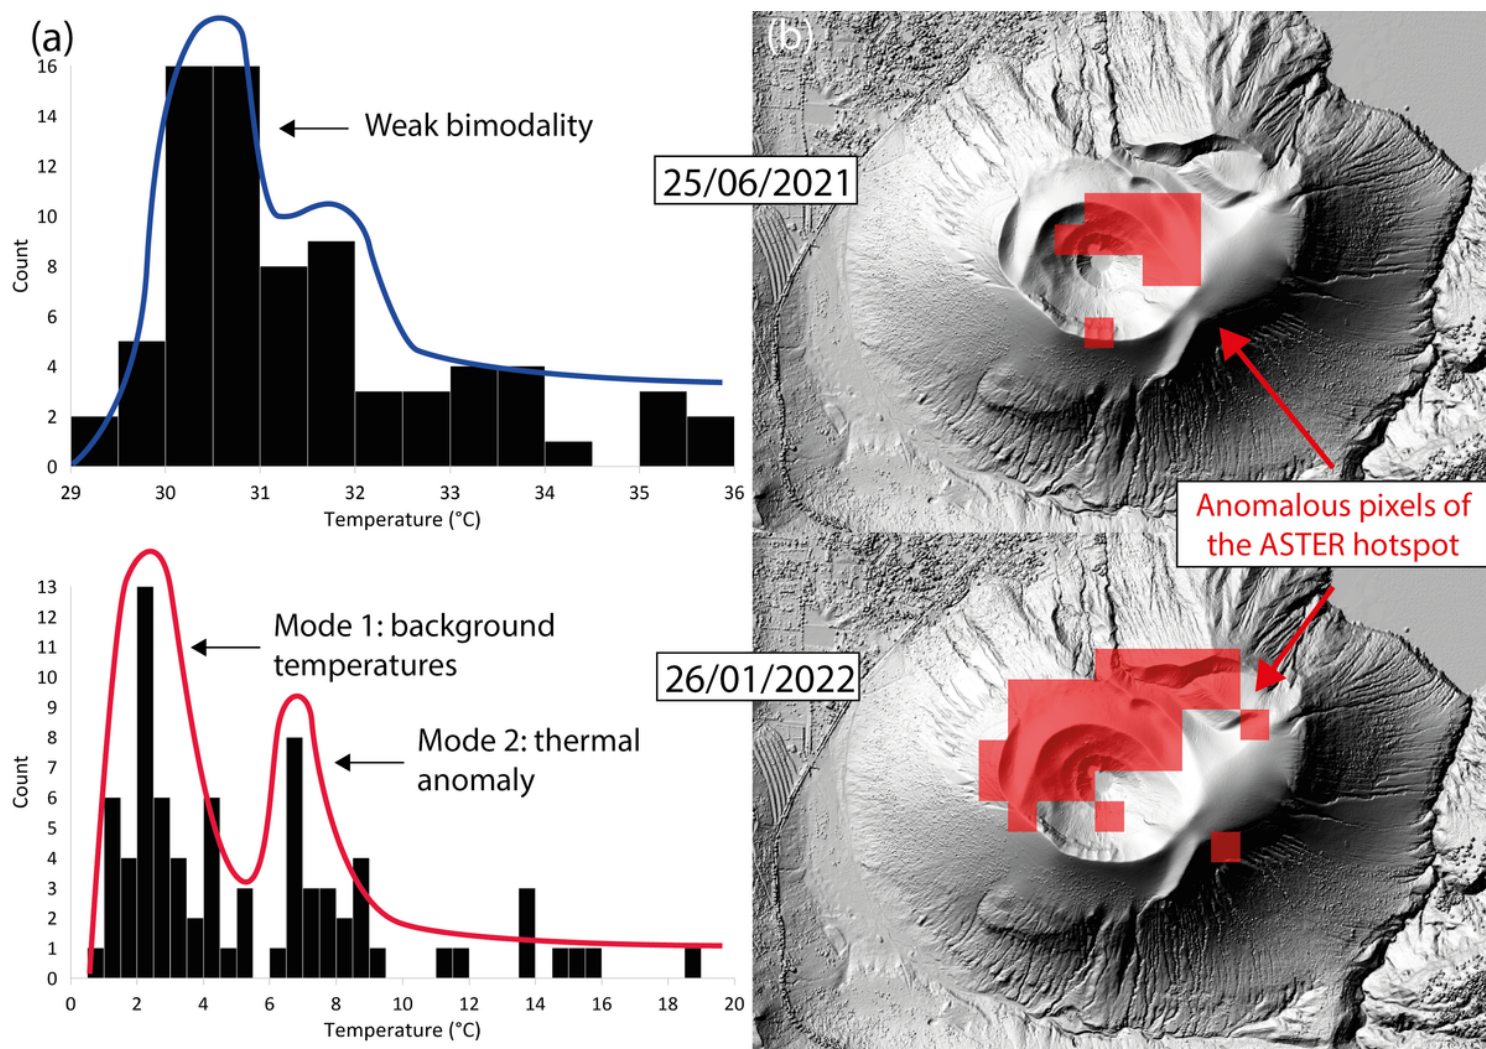 (a)
16
14
12
10
8
6
4
2
0
Count
29 30 31 32 33 34 35 36
Temperature (°C)
Weak bimodality
(b)
25/06/2021
Anomalous pixels of
the ASTER hotspot
13
12
11
10
9
8
7
6
5
4
3
2
1
0
Count
0 2 4 6 8 10 12 14 16 18 20
Temperature (°C)
Mode 1: background
temperatures
Mode 2: thermal
anomaly
26/01/2022